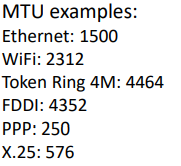 MTU examples:
Ethernet: 1500
WiFi: 2312
Token Ring 4M: 4464
FDDI: 4352
PPP: 250
X.25: 576